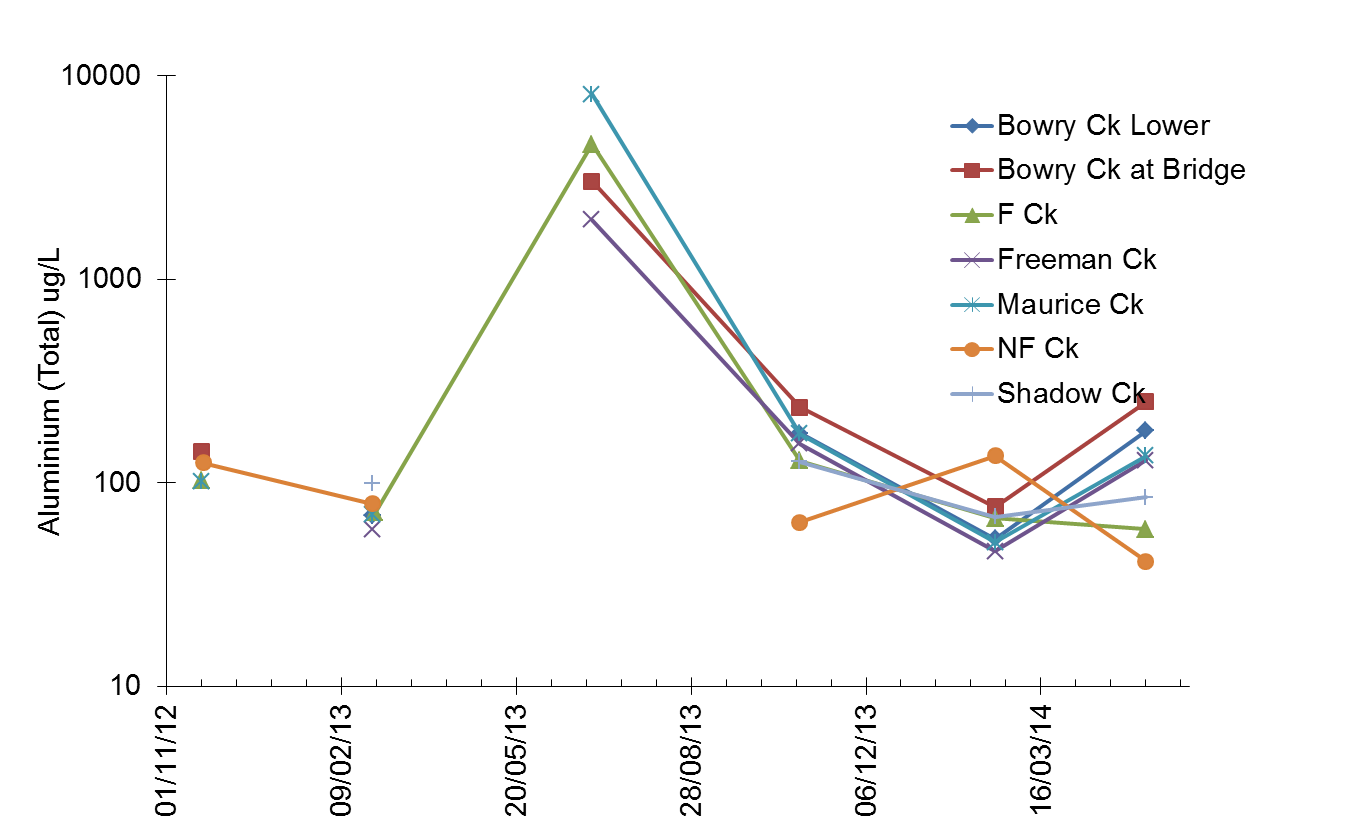 10000
1000
100
10
Aluminium (Total) ug/L
01/11/12
09/02/13
20/05/13
28/08/13
06/12/13
16/03/14
Bowry Ck Lower
Bowry Ck at Bridge
F Ck
Freeman Ck
Maurice Ck
NF Ck
Shadow Ck